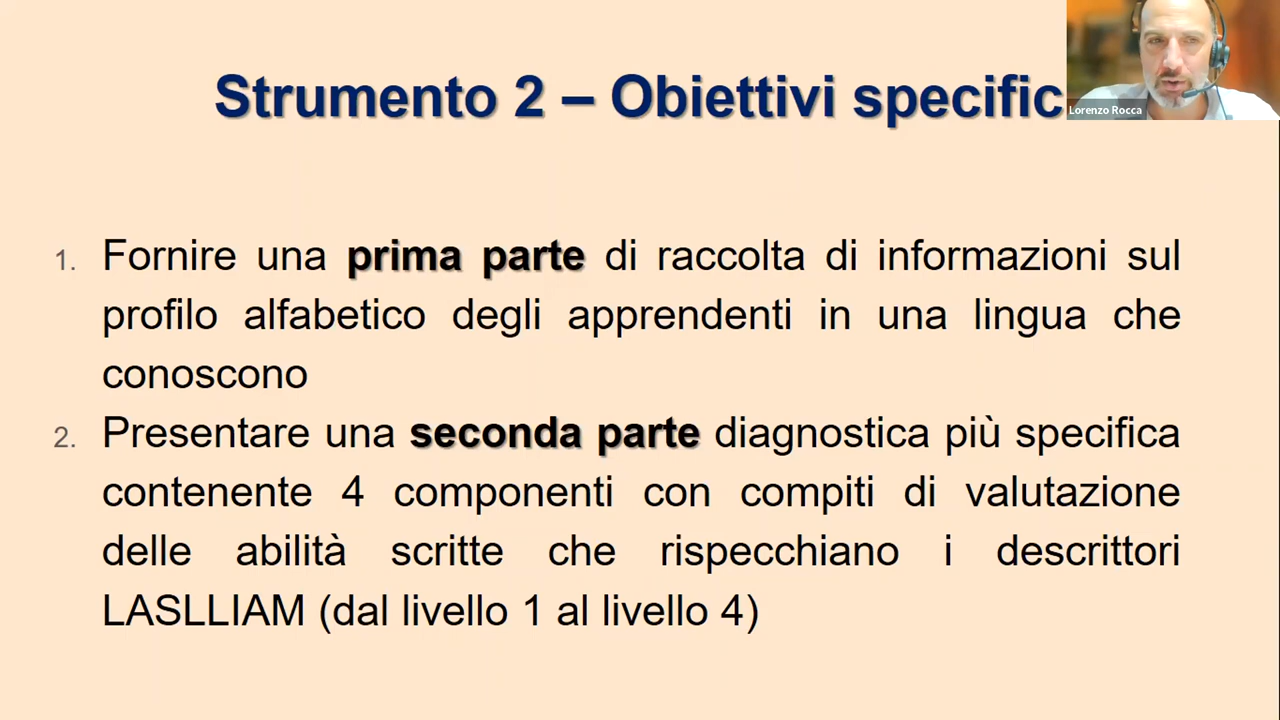 Strumento 2 – Obiettivi specific
Lorenzo Rocca
1. Fornire una prima parte di raccolta di informazioni sul
profilo alfabetico degli apprendenti in una lingua che
conoscono
2. Presentare una seconda parte diagnostica più specifica
contenente 4 componenti con compiti di valutazione
delle abilità scritte che rispecchiano i descrittori
LASLLIAM (dal livello 1 al livello 4)